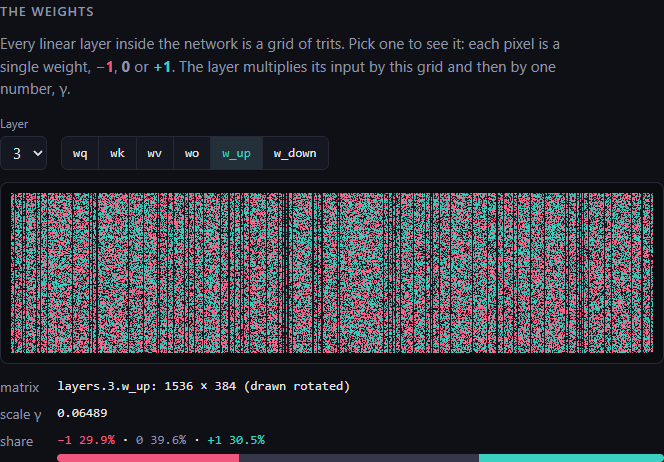 THE WEIGHTS
Every linear layer inside the network is a grid of trits. Pick one to see it: each pixel is a
single weight, −1, 0 or +1. The layer multiplies its input by this grid and then by one
number, γ.
Layer
3 wq wk wv wo w_up w_down
matrix layers.3.w_up: 1536 × 384 (drawn rotated)
scale γ 0.06489
share −1 29.9% · 0 39.6% · +1 30.5%